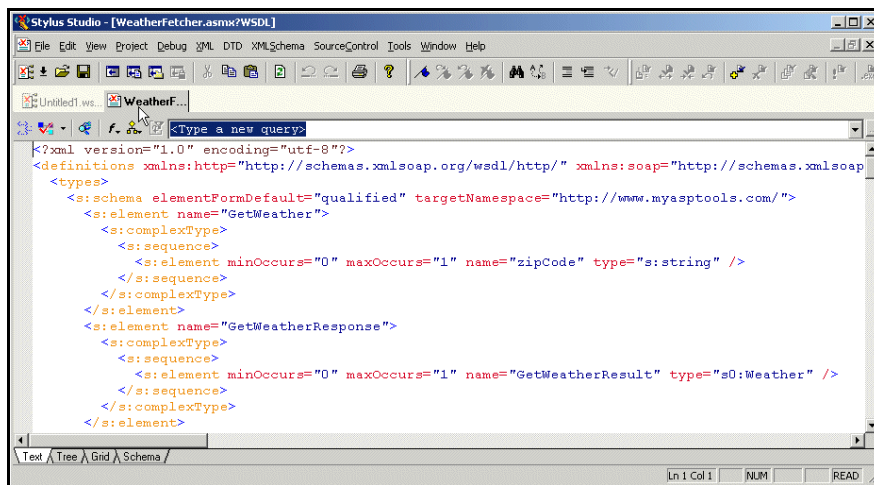 Stylus Studio - [WeatherFetcher.asmx?WSDL]
File Edit View Project Debug XML DTD XMLSchema SourceControl Tools Window Help
Untitled1.ws... WeatherF...
<Type a new query>
<?xml version="1.0" encoding="utf-8"?>
<definitions xmlns:http="http://schemas.xmlsoap.org/wsdl/http/" xmlns:soap="http://schemas.xmlsoap
<types>
<s:schema elementFormDefault="qualified" targetNamespace="http://www.myasptools.com/">
<s:element name="GetWeather">
<s:complexType>
<s:sequence>
<s:element minOccurs="0" maxOccurs="1" name="zipCode" type="s:string" />
</s:sequence>
</s:complexType>
</s:element>
<s:element name="GetWeatherResponse">
<s:complexType>
<s:sequence>
<s:element minOccurs="0" maxOccurs="1" name="GetWeatherResult" type="s0:Weather" />
</s:sequence>
</s:complexType>
</s:element>
Text Tree Grid Schema
Ln 1 Col 1 NUM READ